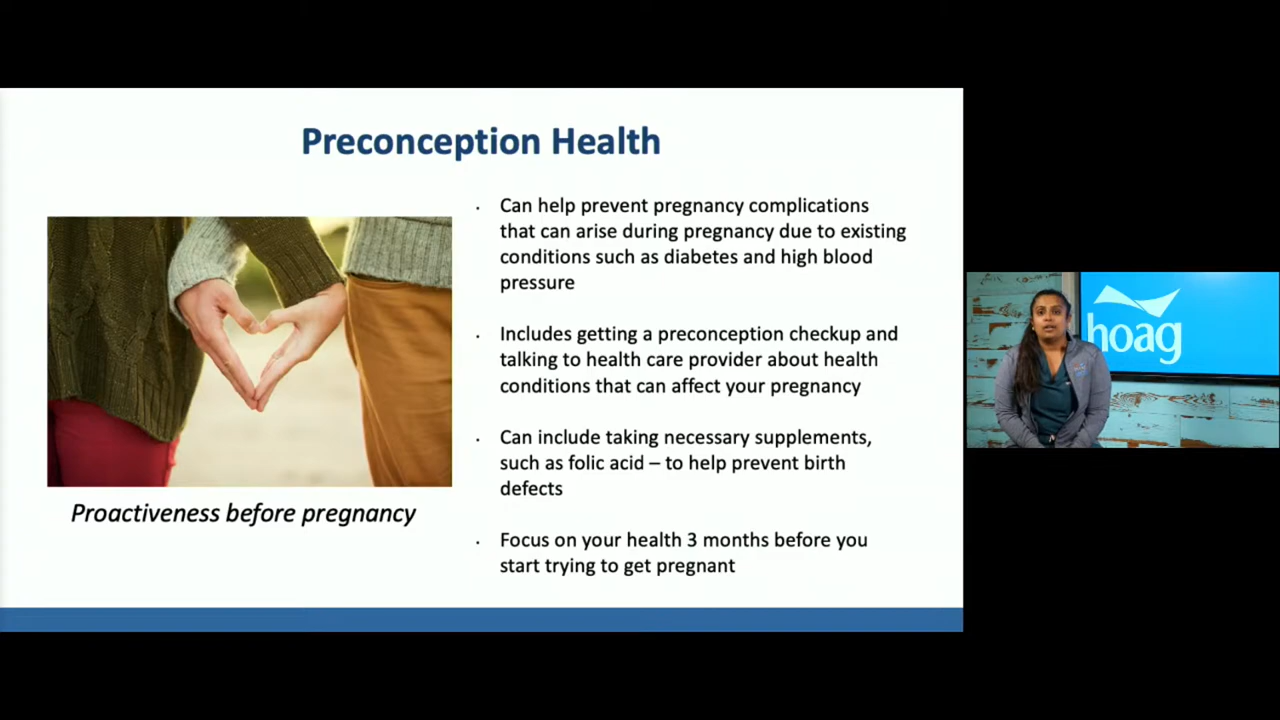 Preconception Health
Proactiveness before pregnancy
· Can help prevent pregnancy complications
that can arise during pregnancy due to existing
conditions such as diabetes and high blood
pressure
· Includes getting a preconception checkup and
talking to health care provider about health
conditions that can affect your pregnancy
· Can include taking necessary supplements,
such as folic acid – to help prevent birth
defects
· Focus on your health 3 months before you
start trying to get pregnant
hoag